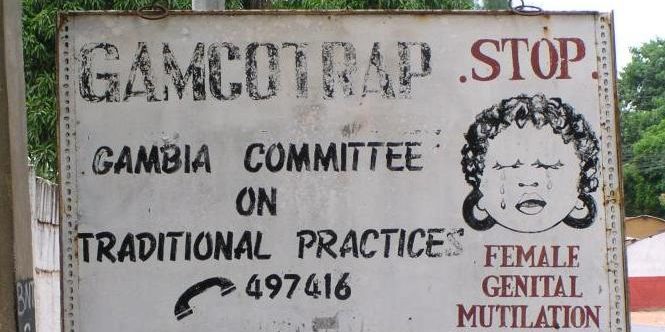 GAMCOTRAP
GAMBIA COMMITTEE
ON
TRADITIONAL PRACTICES
497416
.STOP.
FEMALE
GENITAL
MUTILATION